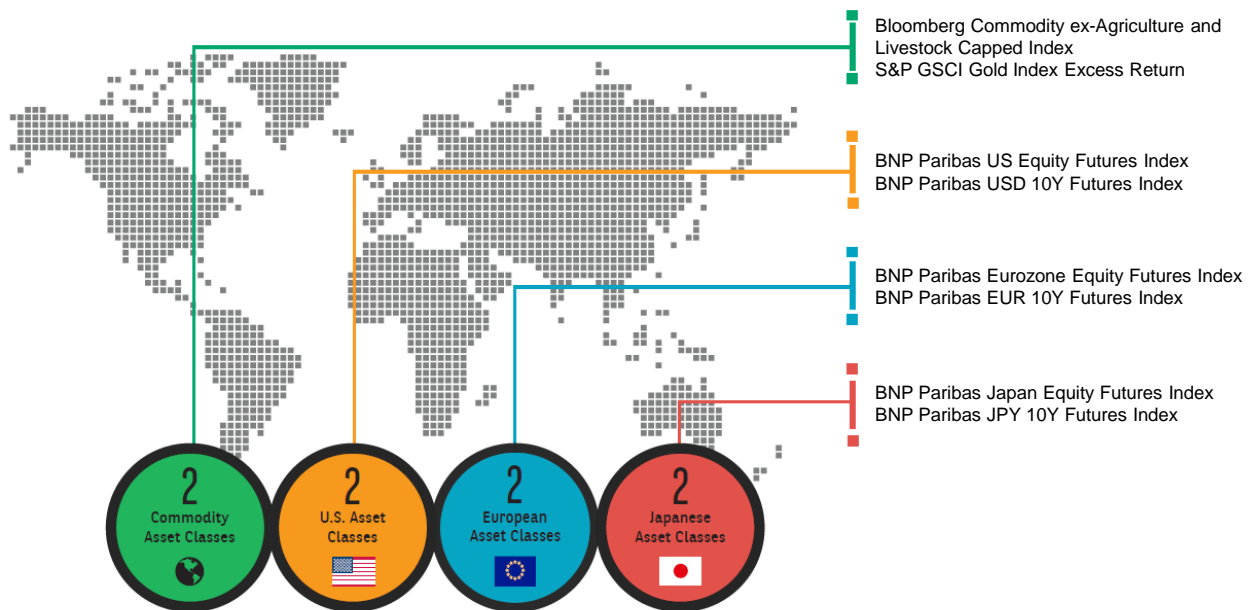 Bloomberg Commodity ex-Agriculture and
Livestock Capped Index
S&P GSCI Gold Index Excess Return
BNP Paribas US Equity Futures Index
BNP Paribas USD 10Y Futures Index
BNP Paribas Eurozone Equity Futures Index
BNP Paribas EUR 10Y Futures Index
BNP Paribas Japan Equity Futures Index
BNP Paribas JPY 10Y Futures Index
2
Commodity
Asset Classes
2
U.S. Asset
Classes
2
European
Asset Classes
2
Japanese
Asset Classes